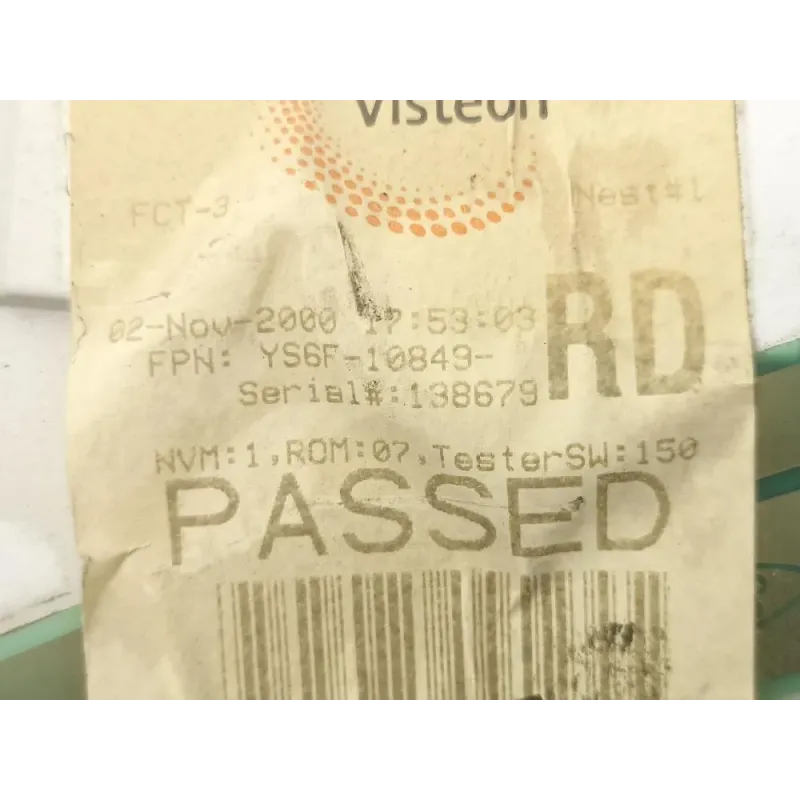 Visteon
FCT-3 Nest#1
02-Nov-2000 17:53:03
RD
FPN: YS6F-10849-
Serial#:138679
NVM:1,ROM:07,TesterSW:150
PASSED